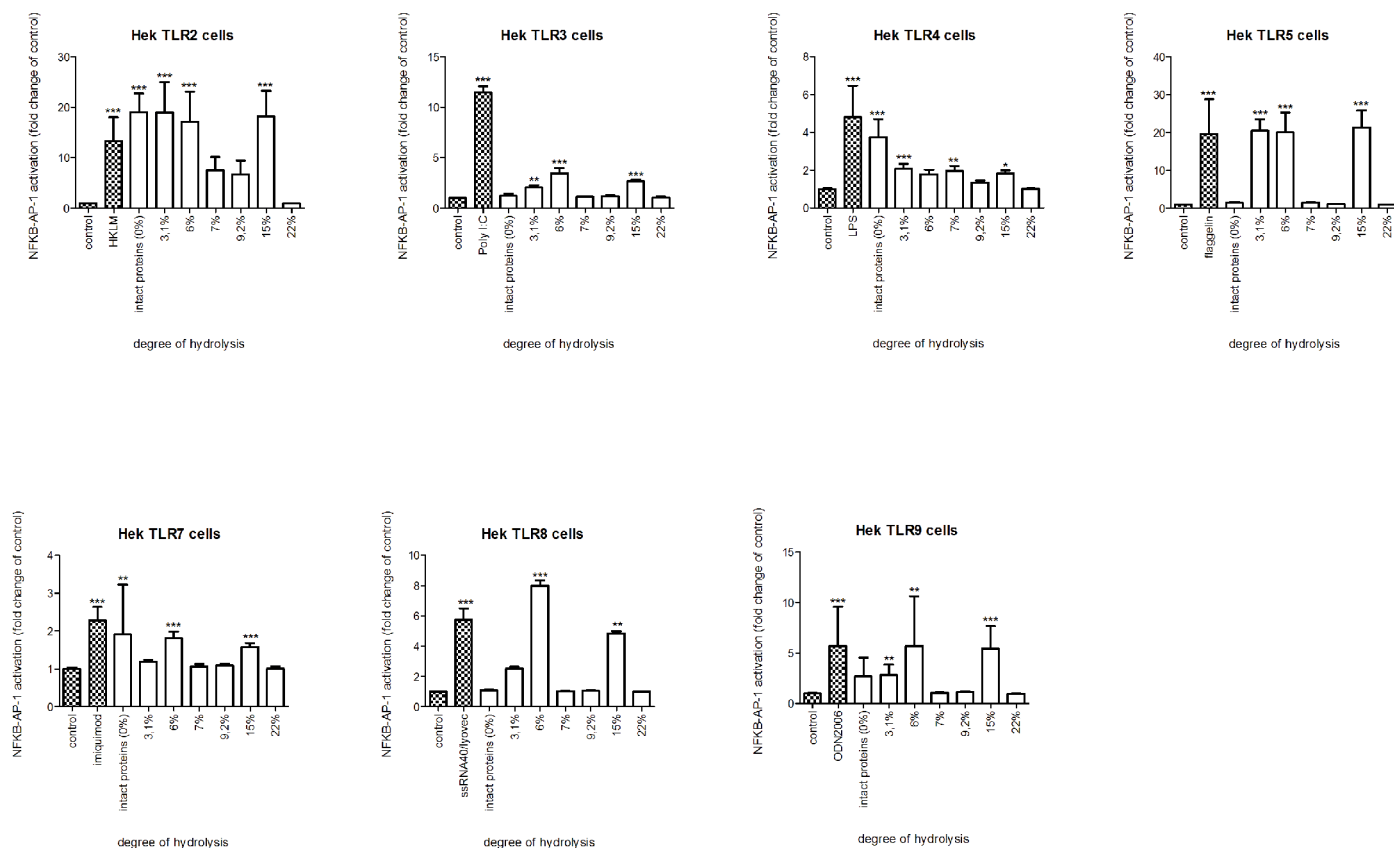 Hek TLR2 cells
NFKB-AP-1 activation (fold change of control)
30
20
10
0
***
***
***
***
***
control
HKLM
intact proteins (0%)
3,1%
6%
7%
9,2%
15%
22%
degree of hydrolysis
Hek TLR3 cells
NFKB-AP-1 activation (fold change of control)
15
10
5
0
***
**
***
***
control
Poly I:C
intact proteins (0%)
3,1%
6%
7%
9,2%
15%
22%
degree of hydrolysis
Hek TLR4 cells
NFKB-AP-1 activation (fold change of control)
8
6
4
2
0
***
***
***
**
*
control
LPS
intact proteins (0%)
3,1%
6%
7%
9,2%
15%
22%
degree of hydrolysis
Hek TLR5 cells
NFKB-AP-1 activation (fold change of control)
40
30
20
10
0
***
***
***
***
control
flaggelin
intact proteins (0%)
3,1%
6%
7%
9,2%
15%
22%
degree of hydrolysis
Hek TLR7 cells
NFKB-AP-1 activation (fold change of control)
4
3
2
1
0
***
**
***
***
control
imiquimod
intact proteins (0%)
3,1%
6%
7%
9,2%
15%
22%
degree of hydrolysis
Hek TLR8 cells
NFKB-AP-1 activation (fold change of control)
10
8
6
4
2
0
***
***
**
control
ssRNA40/lyovec
intact proteins (0%)
3,1%
6%
7%
9,2%
15%
22%
degree of hydrolysis
Hek TLR9 cells
NFKB-AP-1 activation (fold change of control)
15
10
5
0
***
**
**
***
control
ODN2006
intact proteins (0%)
3,1%
6%
7%
9,2%
15%
22%
degree of hydrolysis